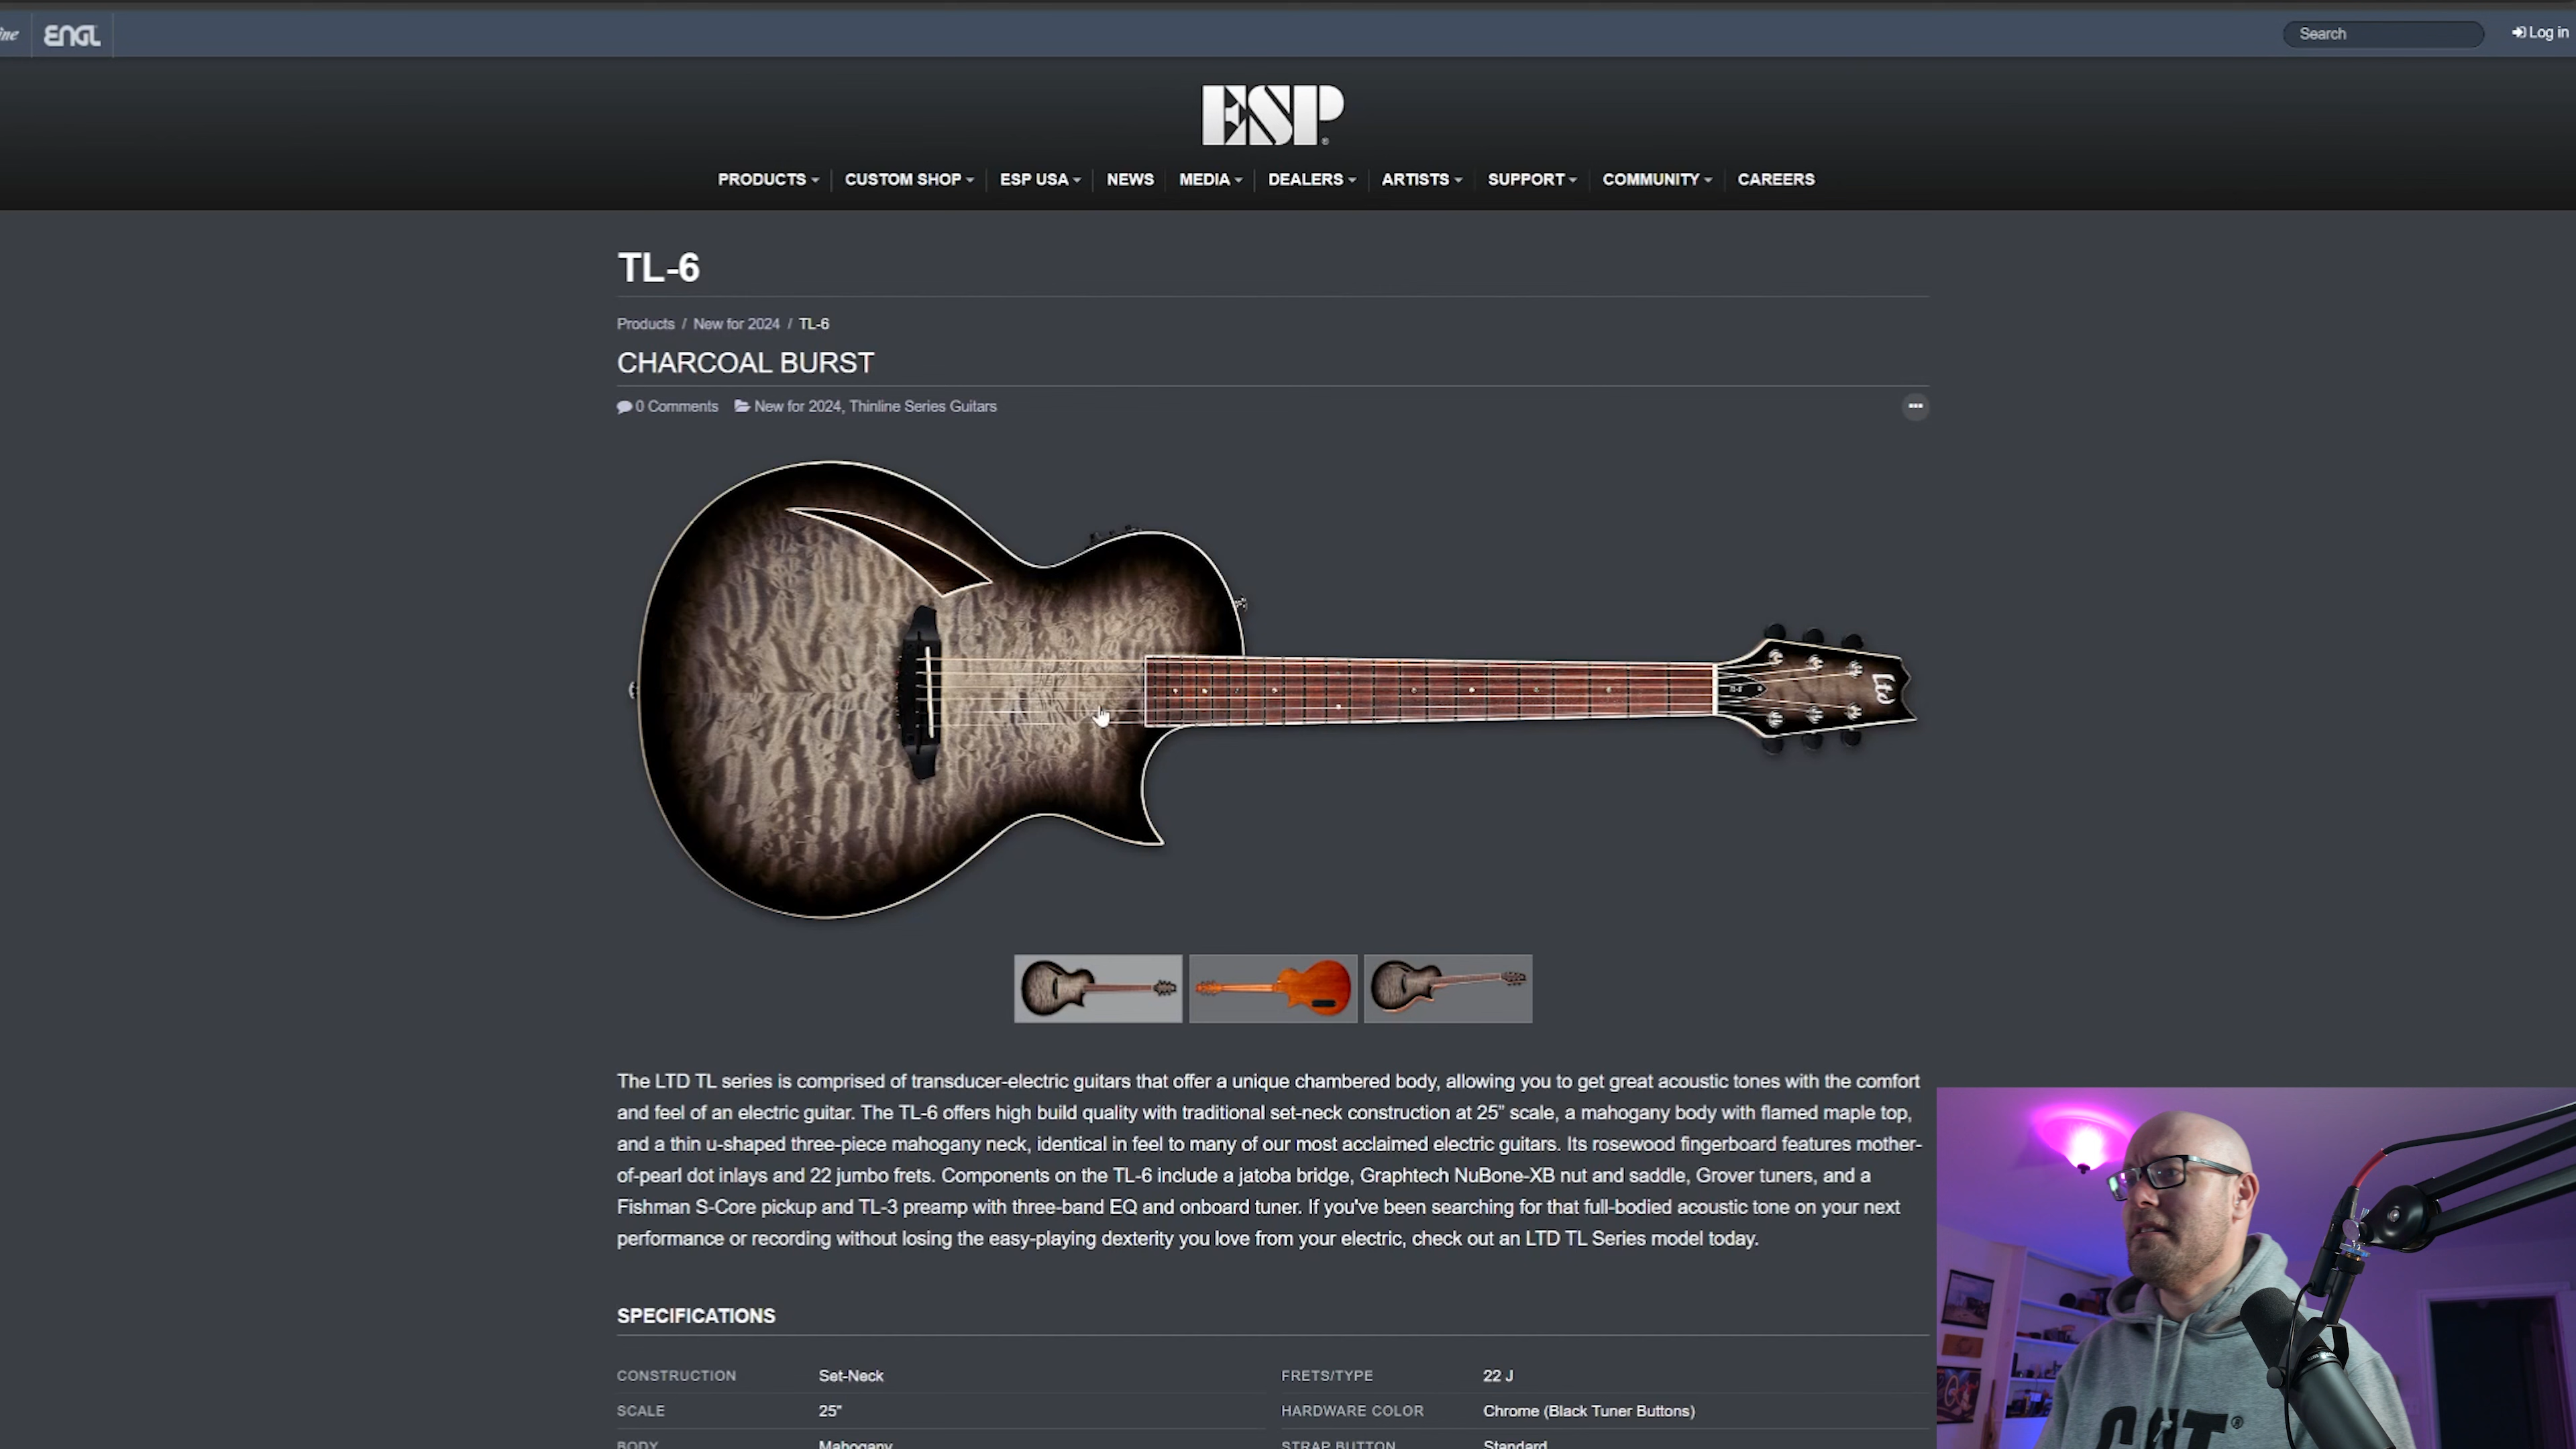 ine ENGL Search Log in
ESP
PRODUCTS CUSTOM SHOP ESP USA NEWS MEDIA DEALERS ARTISTS SUPPORT COMMUNITY CAREERS
TL-6
Products / New for 2024 / TL-6
CHARCOAL BURST
0 Comments New for 2024, Thinline Series Guitars
Ltd
The LTD TL series is comprised of transducer-electric guitars that offer a unique chambered body, allowing you to get great acoustic tones with the comfort
and feel of an electric guitar. The TL-6 offers high build quality with traditional set-neck construction at 25” scale, a mahogany body with flamed maple top,
and a thin u-shaped three-piece mahogany neck, identical in feel to many of our most acclaimed electric guitars. Its rosewood fingerboard features mother-
of-pearl dot inlays and 22 jumbo frets. Components on the TL-6 include a jatoba bridge, Graphtech NuBone-XB nut and saddle, Grover tuners, and a
Fishman S-Core pickup and TL-3 preamp with three-band EQ and onboard tuner. If you've been searching for that full-bodied acoustic tone on your next
performance or recording without losing the easy-playing dexterity you love from your electric, check out an LTD TL Series model today.
SPECIFICATIONS
CONSTRUCTION Set-Neck FRETS/TYPE 22 J
SCALE 25" HARDWARE COLOR Chrome (Black Tuner Buttons)
BODY Mahogany STRAP BUTTON Standard
CAT ®